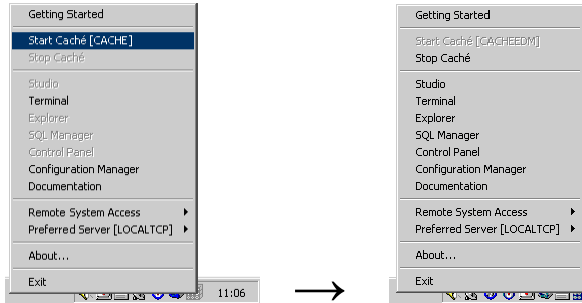 Getting Started
Start Caché [CACHE]
Stop Caché
Studio
Terminal
Explorer
SQL Manager
Control Panel
Configuration Manager
Documentation
Remote System Access
Preferred Server [LOCALTCP]
About...
Exit
11:06
Getting Started
Start Caché [CACHEEDM]
Stop Caché
Studio
Terminal
Explorer
SQL Manager
Control Panel
Configuration Manager
Documentation
Remote System Access
Preferred Server [LOCALTCP]
About...
Exit